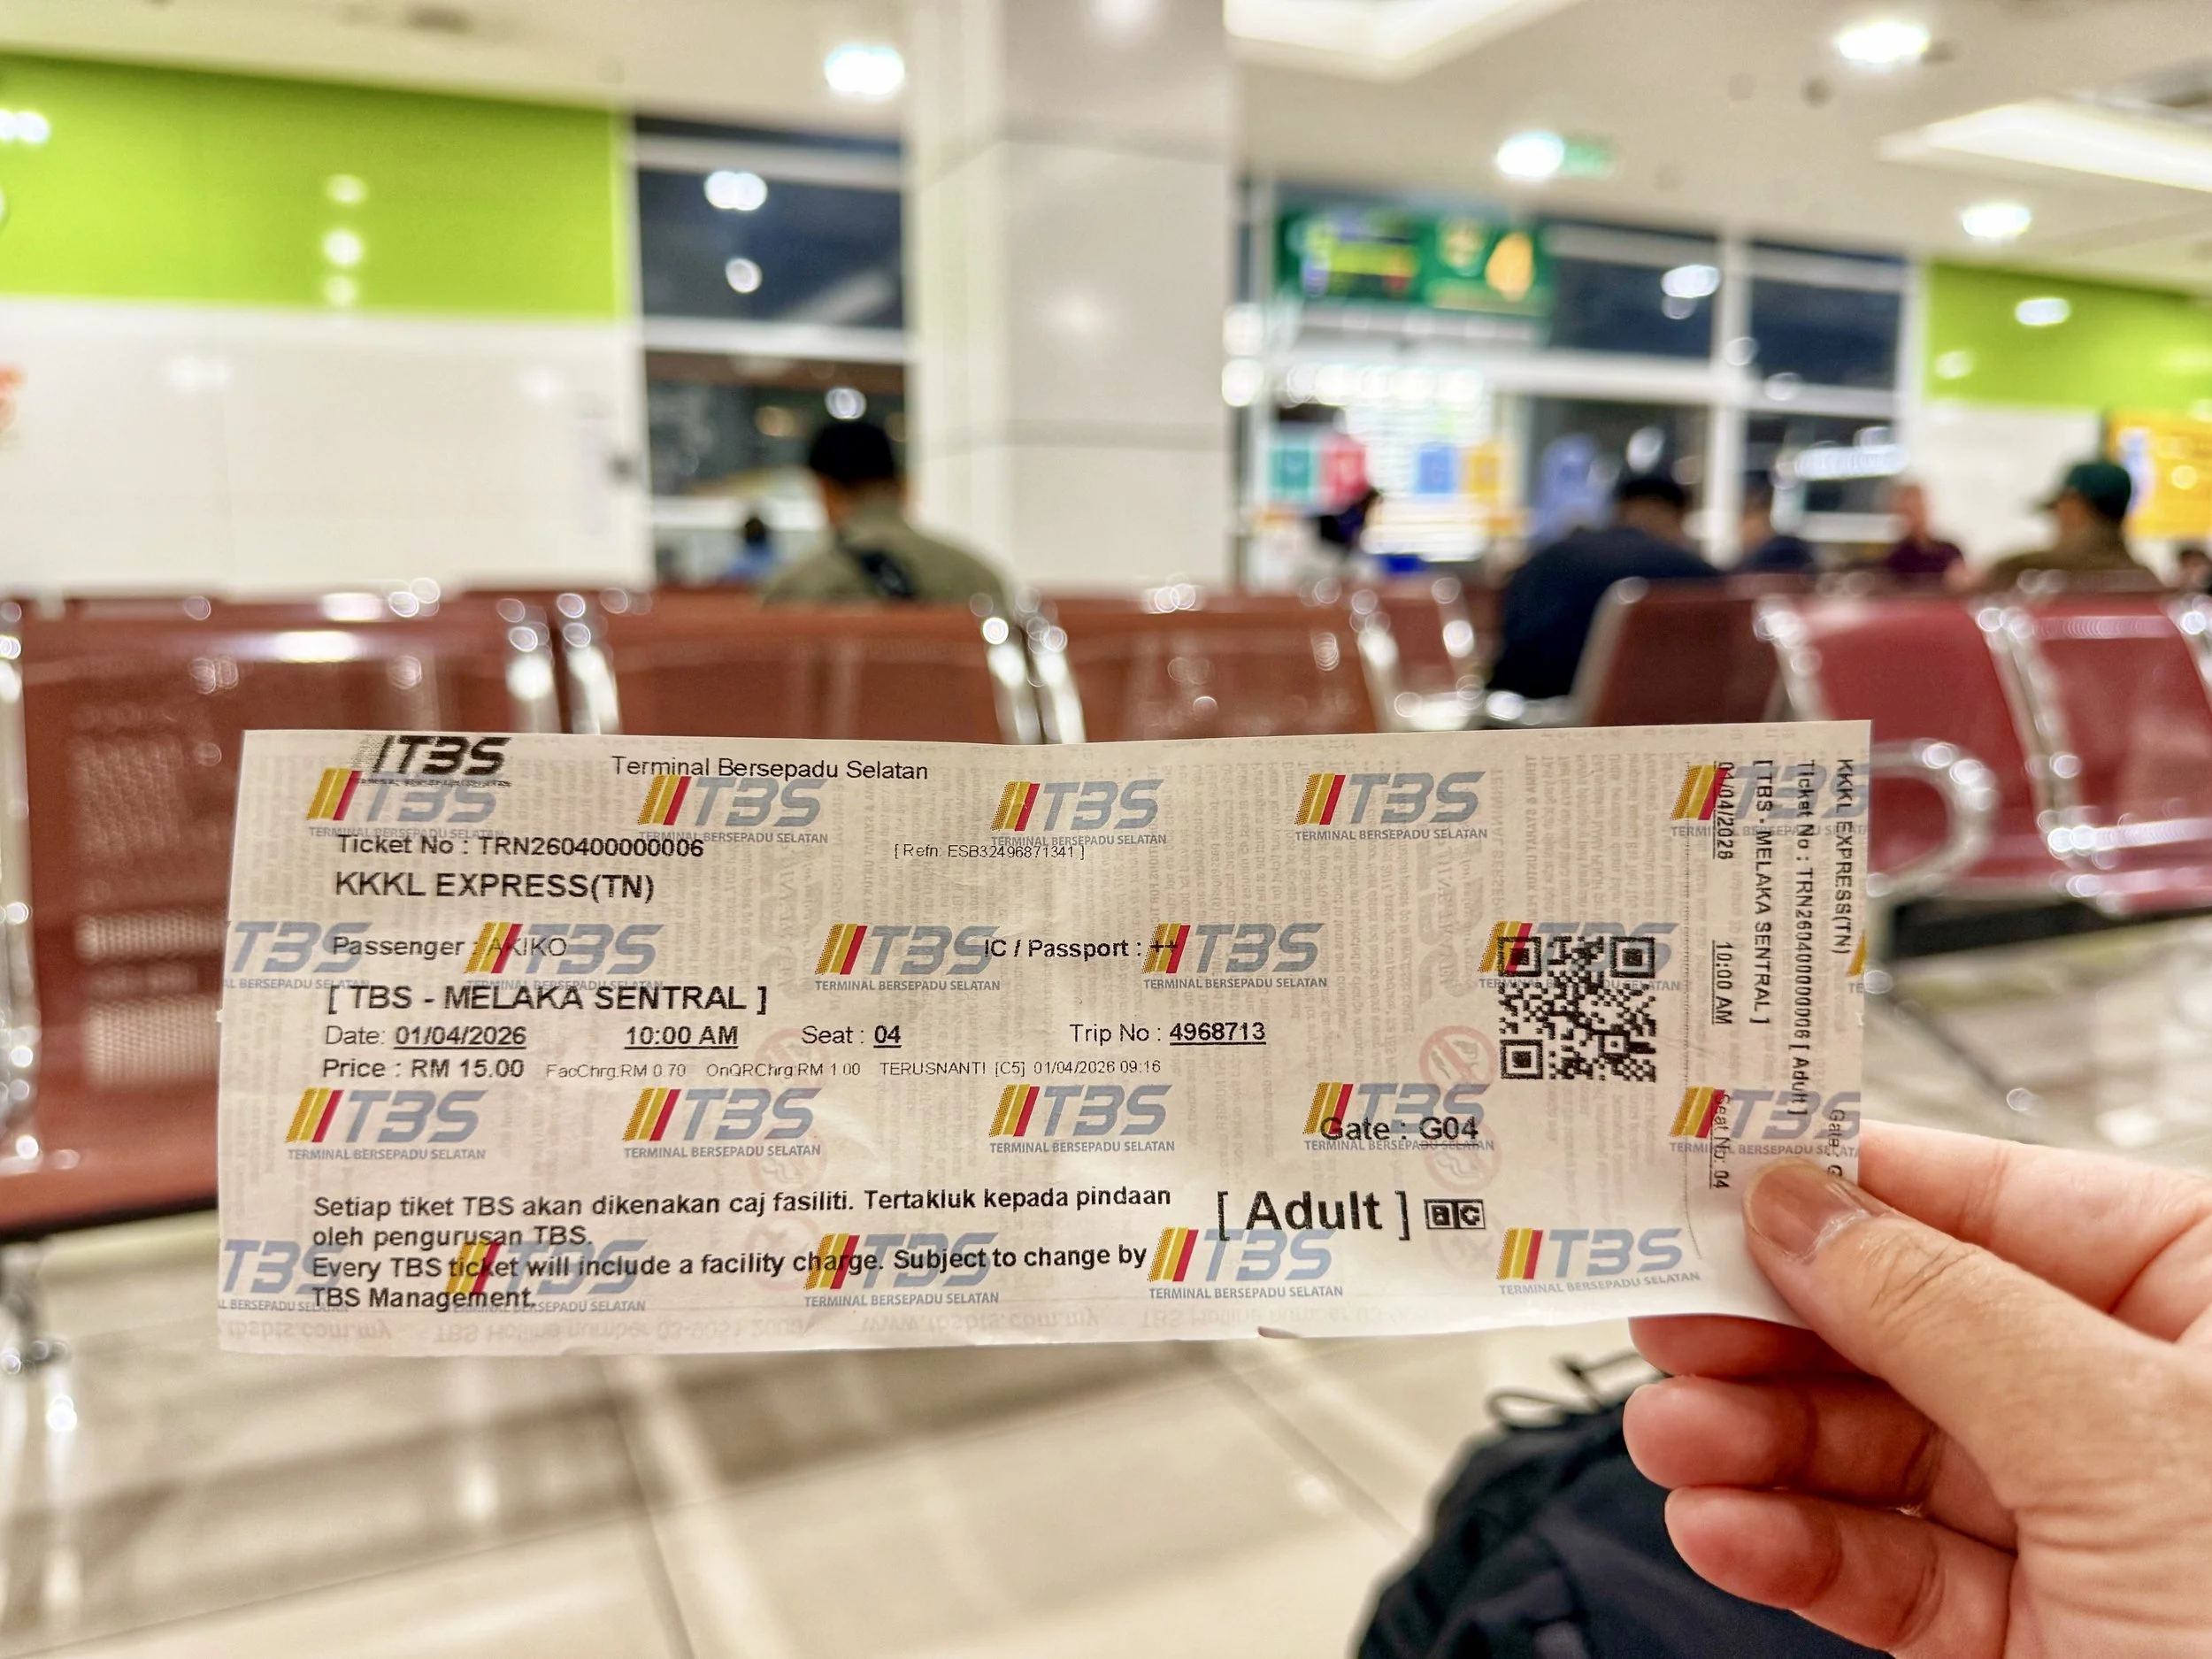 TBS
Terminal Bersepadu Selatan
Ticket No : TRN260400000006
[ Refn: ESB32496871341 ]
KKKL EXPRESS(TN)
Passenger : AKIKO
IC / Passport : ++
[ TBS - MELAKA SENTRAL ]
Date: 01/04/2026 10:00 AM Seat : 04 Trip No : 4968713
Price : RM 15.00 FacChrg:RM 0.70 OnQRChrg:RM 1.00 TERUSNANTI [C5] 01/04/2026 09:16
Gate : G04
Setiap tiket TBS akan dikenakan caj fasiliti. Tertakluk kepada pindaan
oleh pengurusan TBS.
Every TBS ticket will include a facility charge. Subject to change by
TBS Management.
[ Adult ]
KKKL EXPRESS(TN) Gate:
Ticket No : TRN260400000006 [ Adult ]
[ TBS - MELAKA SENTRAL ]
01/04/2026 10:00 AM Seat No: 04
TBS
TERMINAL BERSEPADU SELATAN